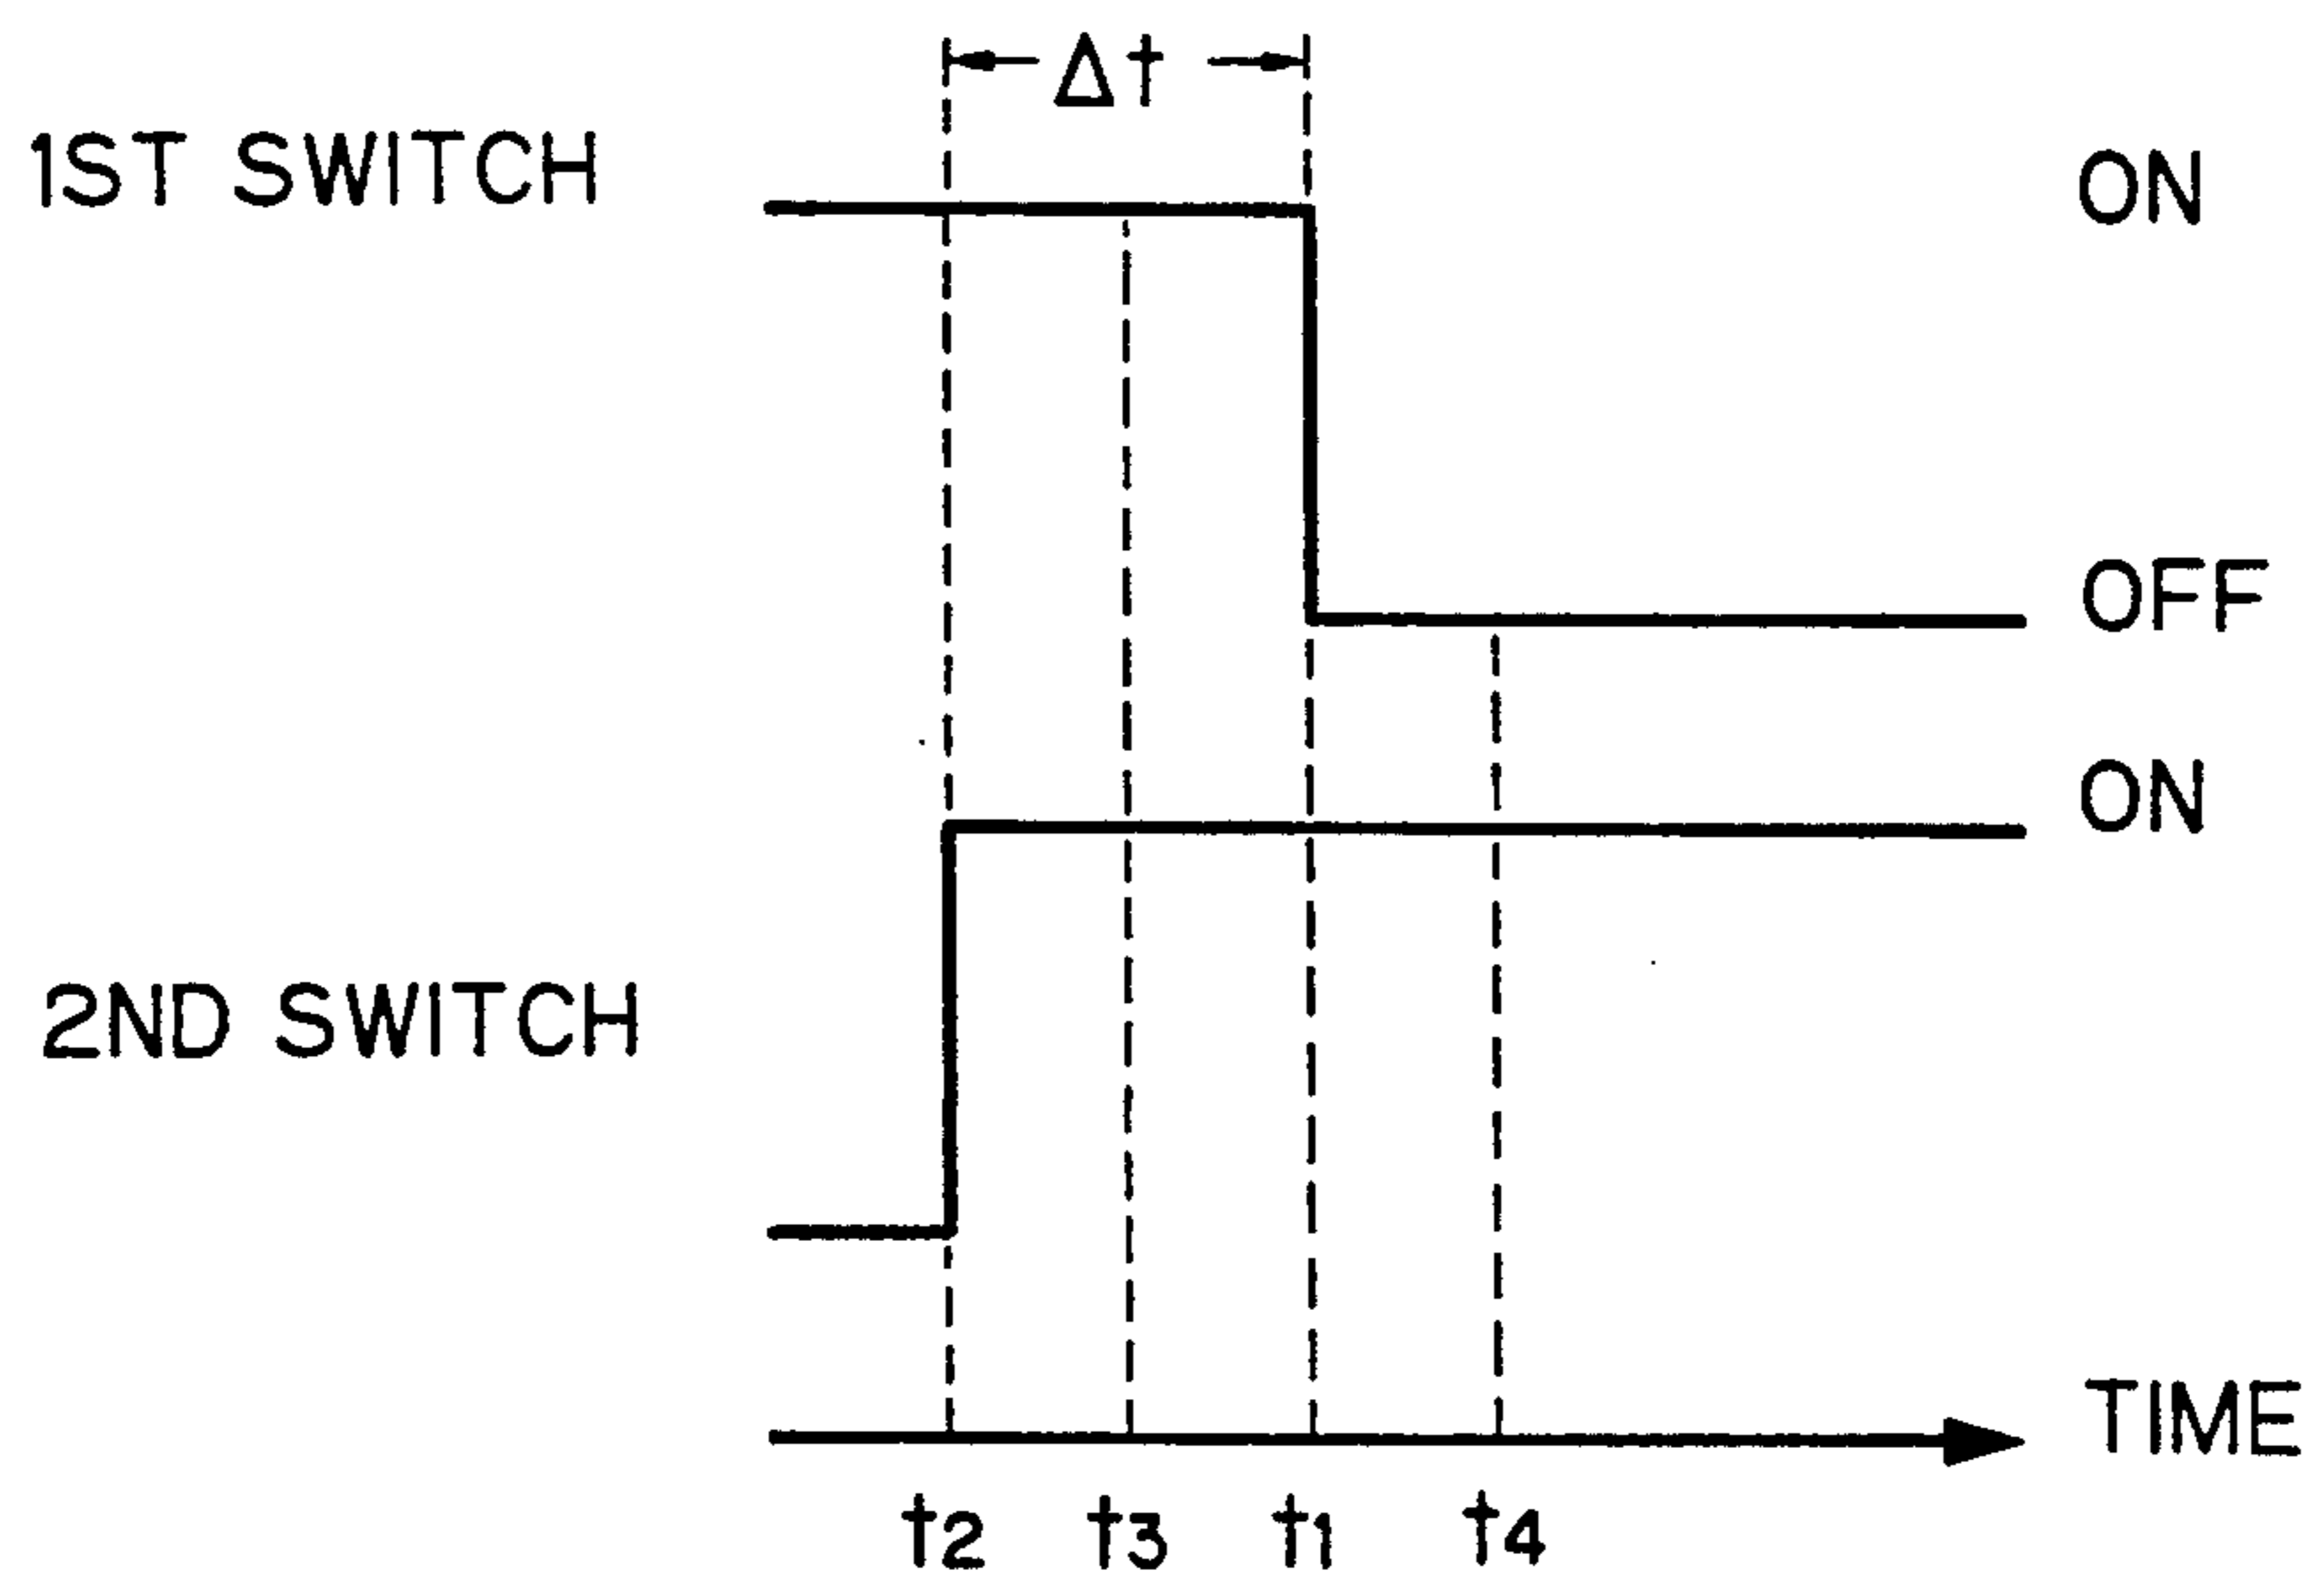 Δt
1ST SWITCH
ON
OFF
ON
2ND SWITCH
TIME
t2 t3 t1 t4